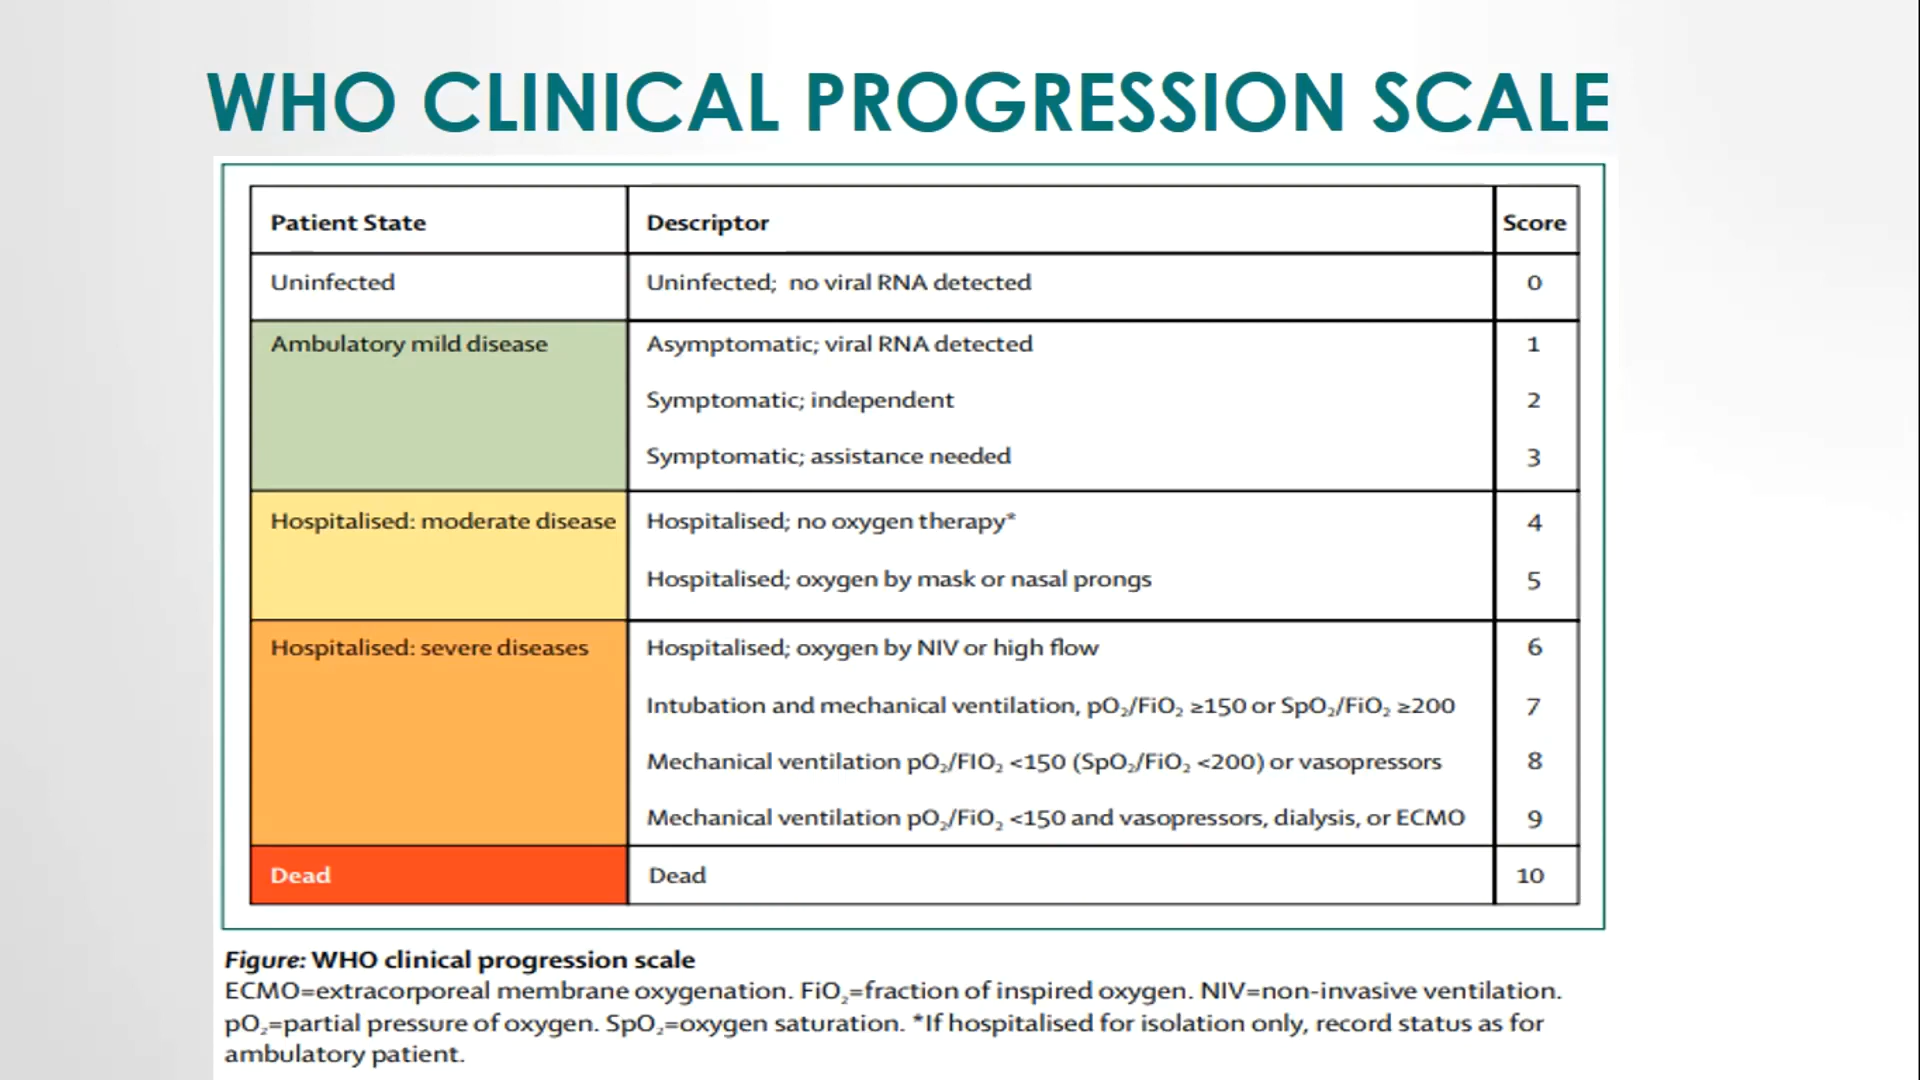 WHO CLINICAL PROGRESSION SCALE
Patient State Descriptor Score
Uninfected Uninfected; no viral RNA detected 0
Ambulatory mild disease Asymptomatic; viral RNA detected 1
Symptomatic; independent 2
Symptomatic; assistance needed 3
Hospitalised: moderate disease Hospitalised; no oxygen therapy* 4
Hospitalised; oxygen by mask or nasal prongs 5
Hospitalised: severe diseases Hospitalised; oxygen by NIV or high flow 6
Intubation and mechanical ventilation, pO₂/FiO₂ ≥150 or SpO₂/FiO₂ ≥200 7
Mechanical ventilation pO₂/FIO₂ <150 (SpO₂/FiO₂ <200) or vasopressors 8
Mechanical ventilation pO₂/FiO₂ <150 and vasopressors, dialysis, or ECMO 9
Dead Dead 10
Figure: WHO clinical progression scale
ECMO=extracorporeal membrane oxygenation. FiO₂=fraction of inspired oxygen. NIV=non-invasive ventilation.
pO₂=partial pressure of oxygen. SpO₂=oxygen saturation. *If hospitalised for isolation only, record status as for
ambulatory patient.